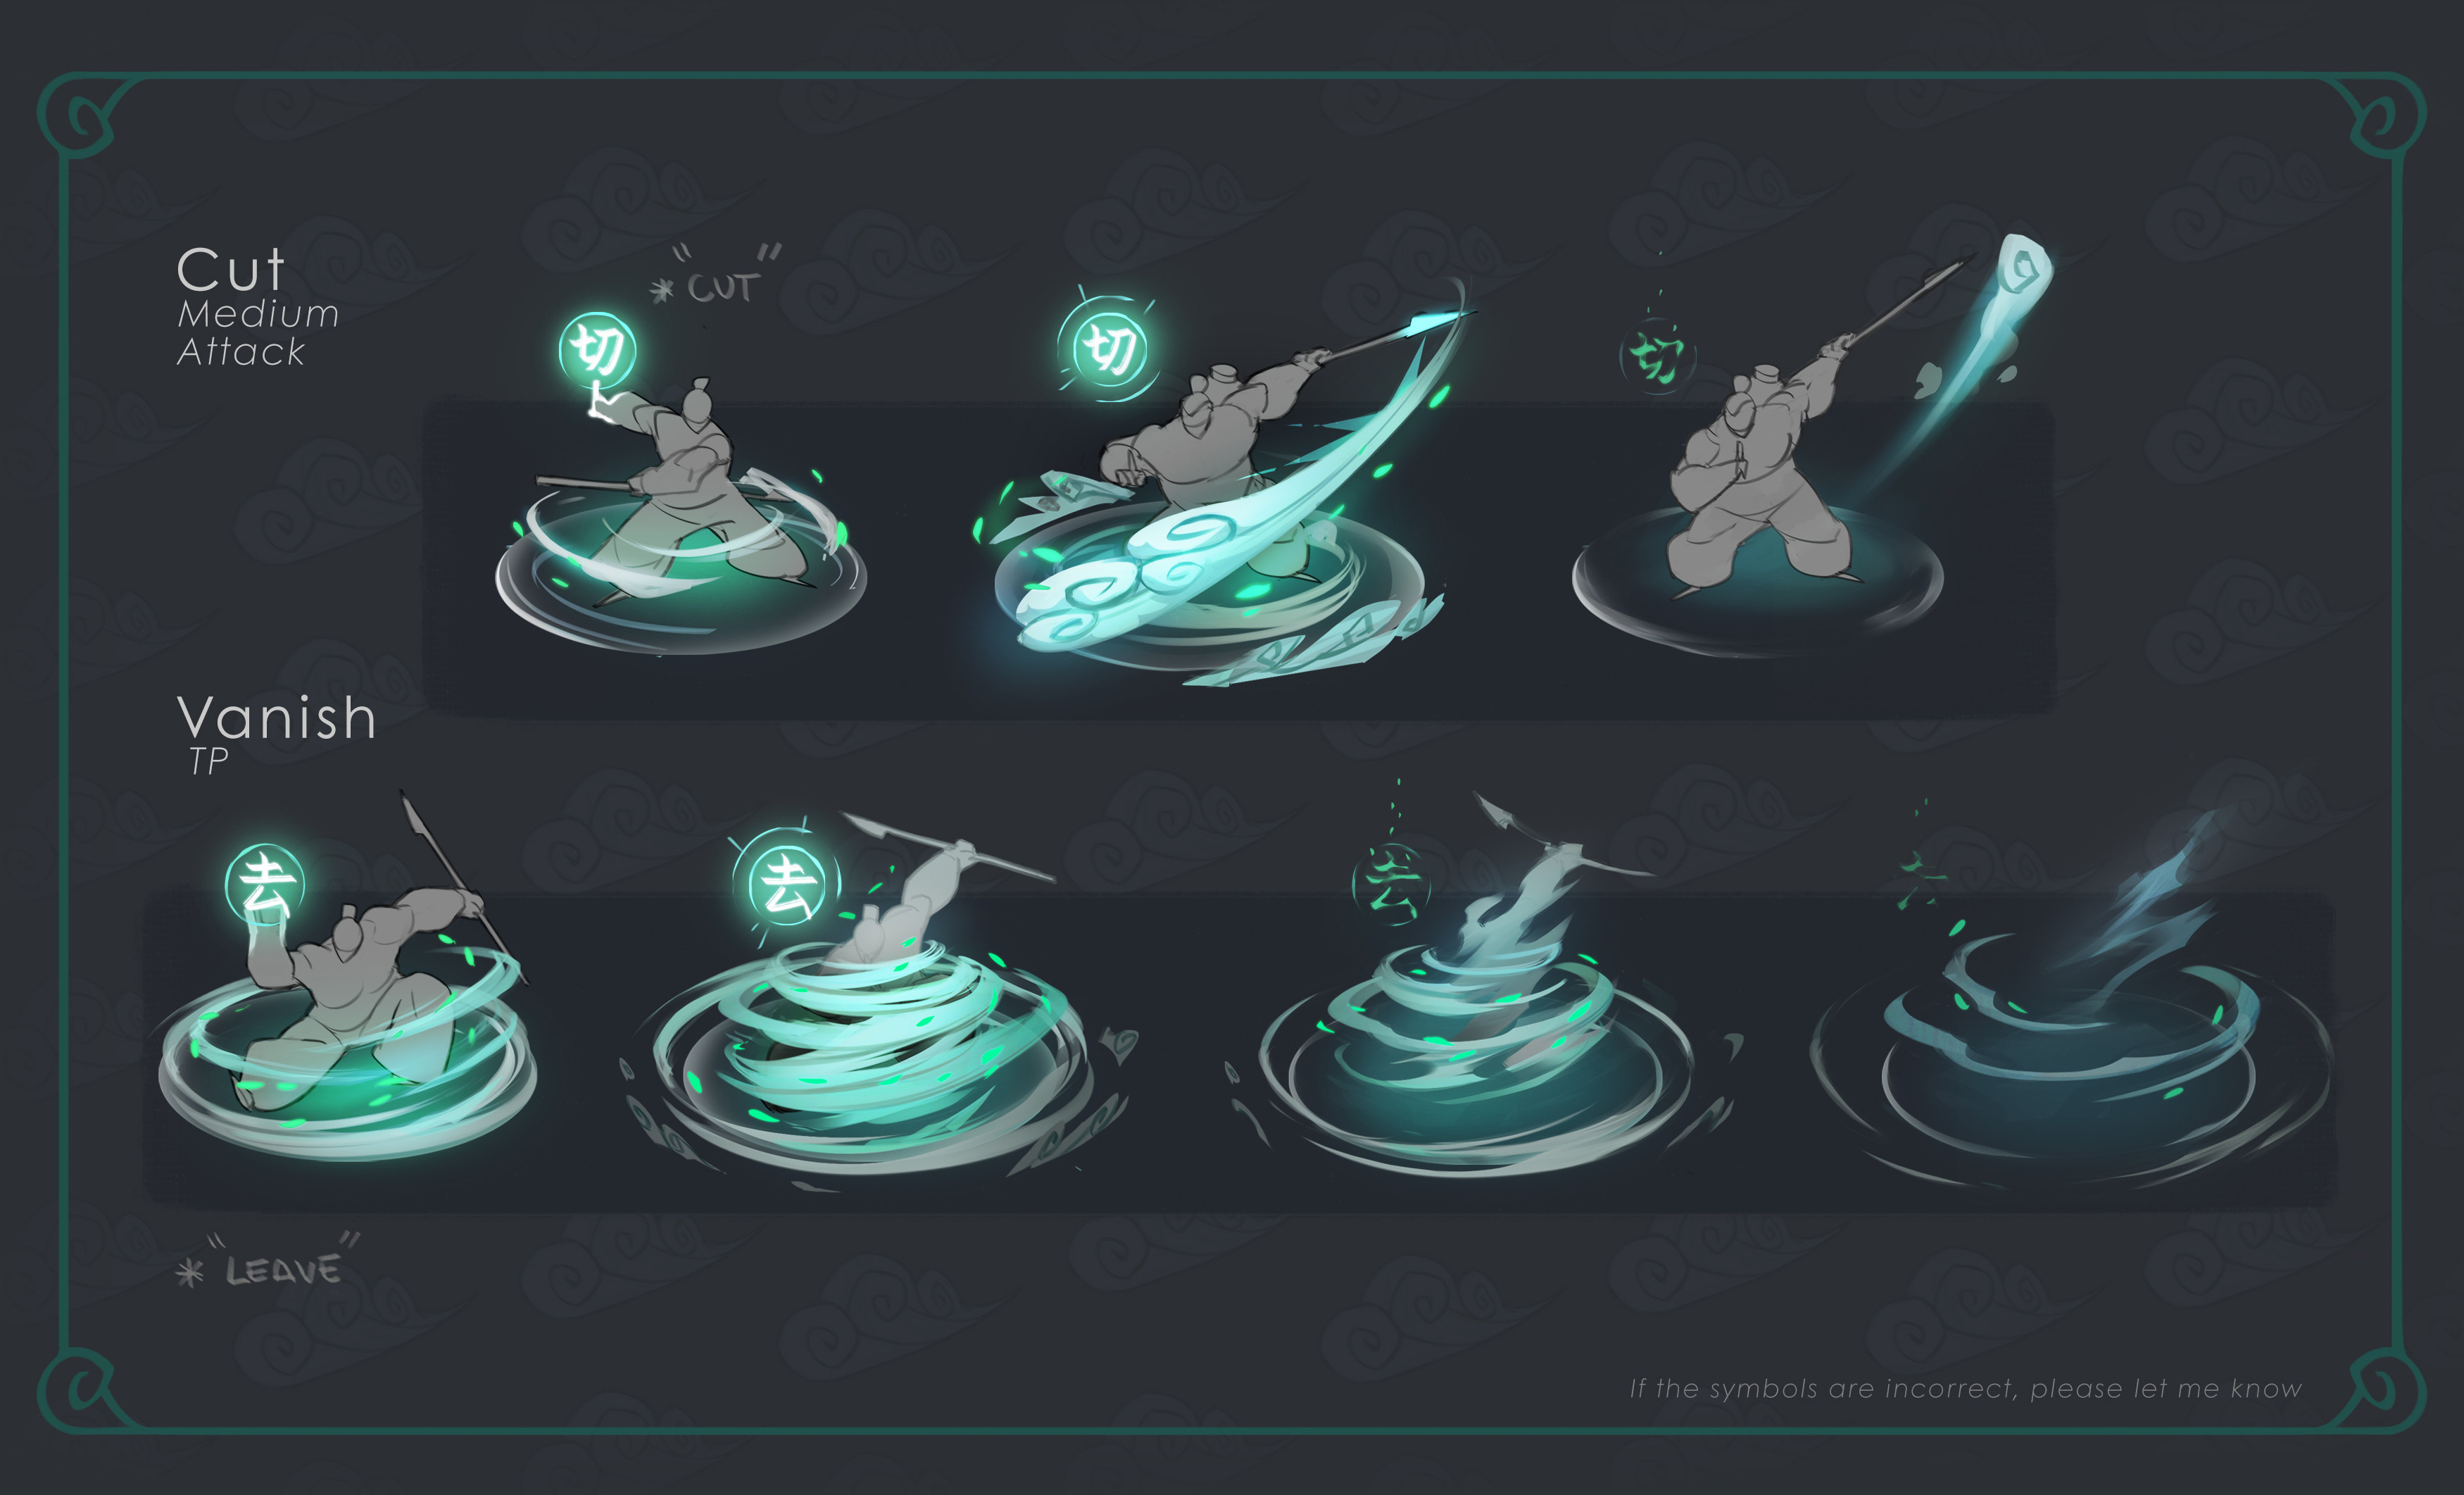 Cut
Medium
Attack
* "CUT"
切
切
切
Vanish
TP
去
去
去
去
* "LEAVE"
If the symbols are incorrect, please let me know